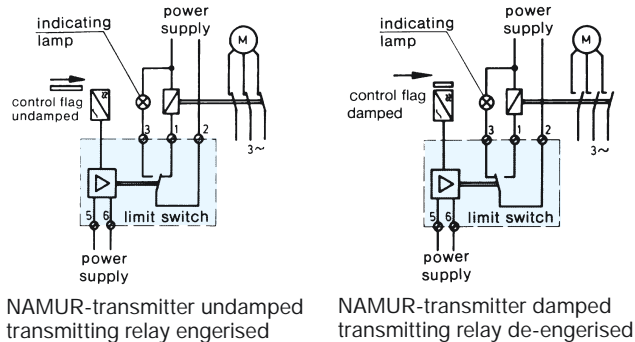 indicating
lamp
power
supply
M
control flag
undamped
3 1 2
3~
5 6
limit switch
power
supply
NAMUR-transmitter undamped
transmitting relay engerised
indicating
lamp
power
supply
M
control flag
damped
3 1 2
3~
5 6
limit switch
power
supply
NAMUR-transmitter damped
transmitting relay de-engerised